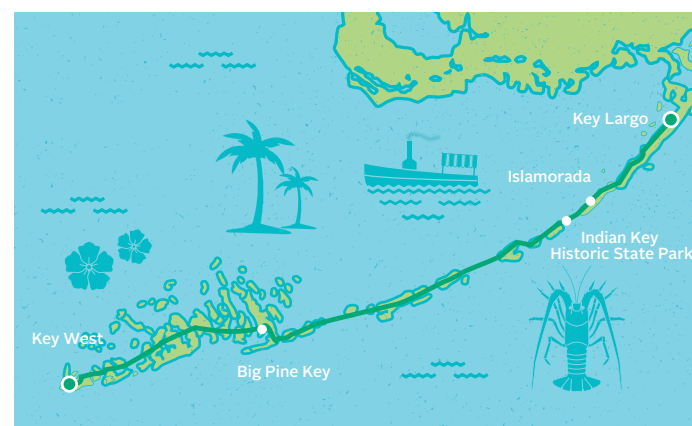 Key Largo
Islamorada
Indian Key
Historic State Park
Key West
Big Pine Key